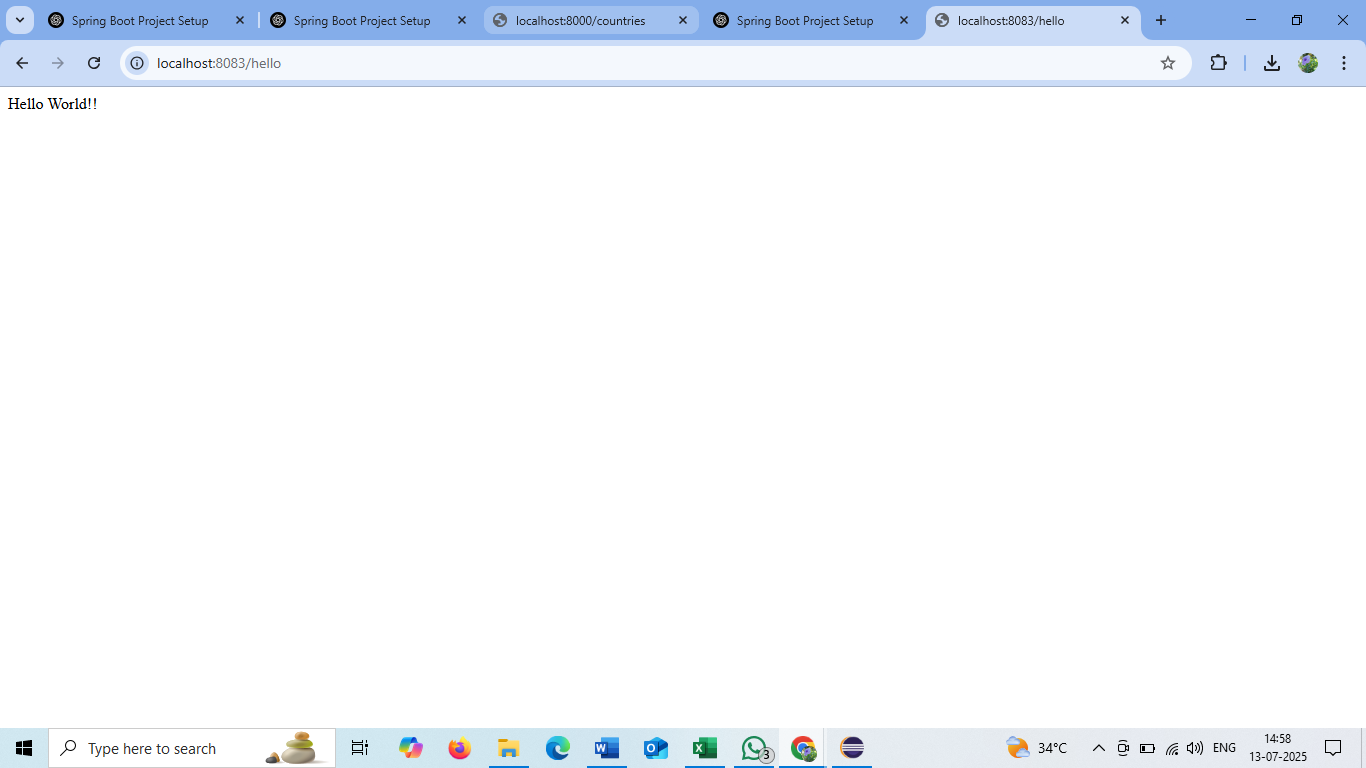 Spring Boot Project Setup
Spring Boot Project Setup
localhost:8000/countries
Spring Boot Project Setup
localhost:8083/hello
localhost:8083/hello
Hello World!!
Type here to search
3
34°C
ENG
14:58
13-07-2025